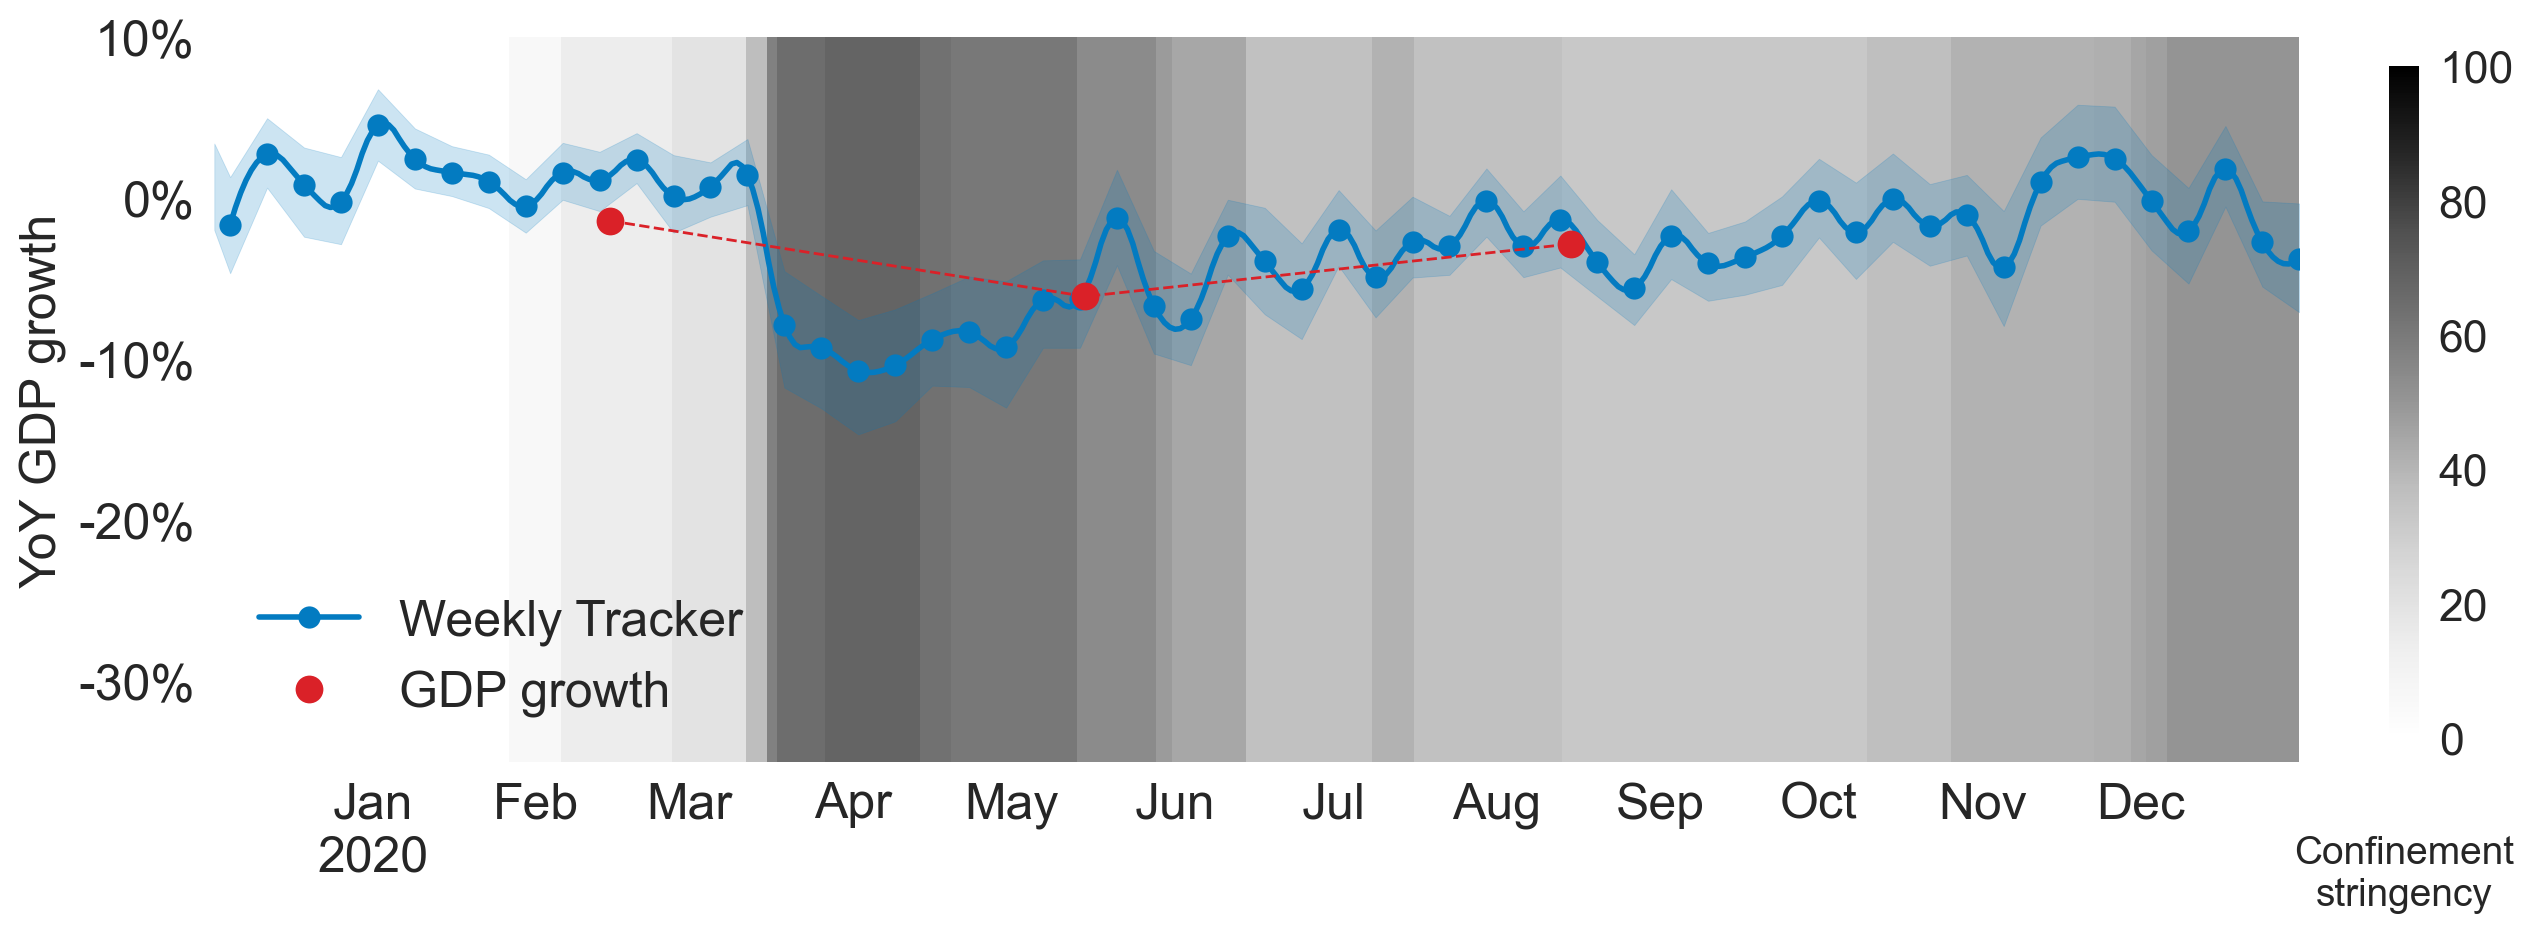 10%
0%
-10%
-20%
-30%
YoY GDP growth
Weekly Tracker
GDP growth
Jan
2020
Feb
Mar
Apr
May
Jun
Jul
Aug
Sep
Oct
Nov
Dec
100
80
60
40
20
0
Confinement
stringency